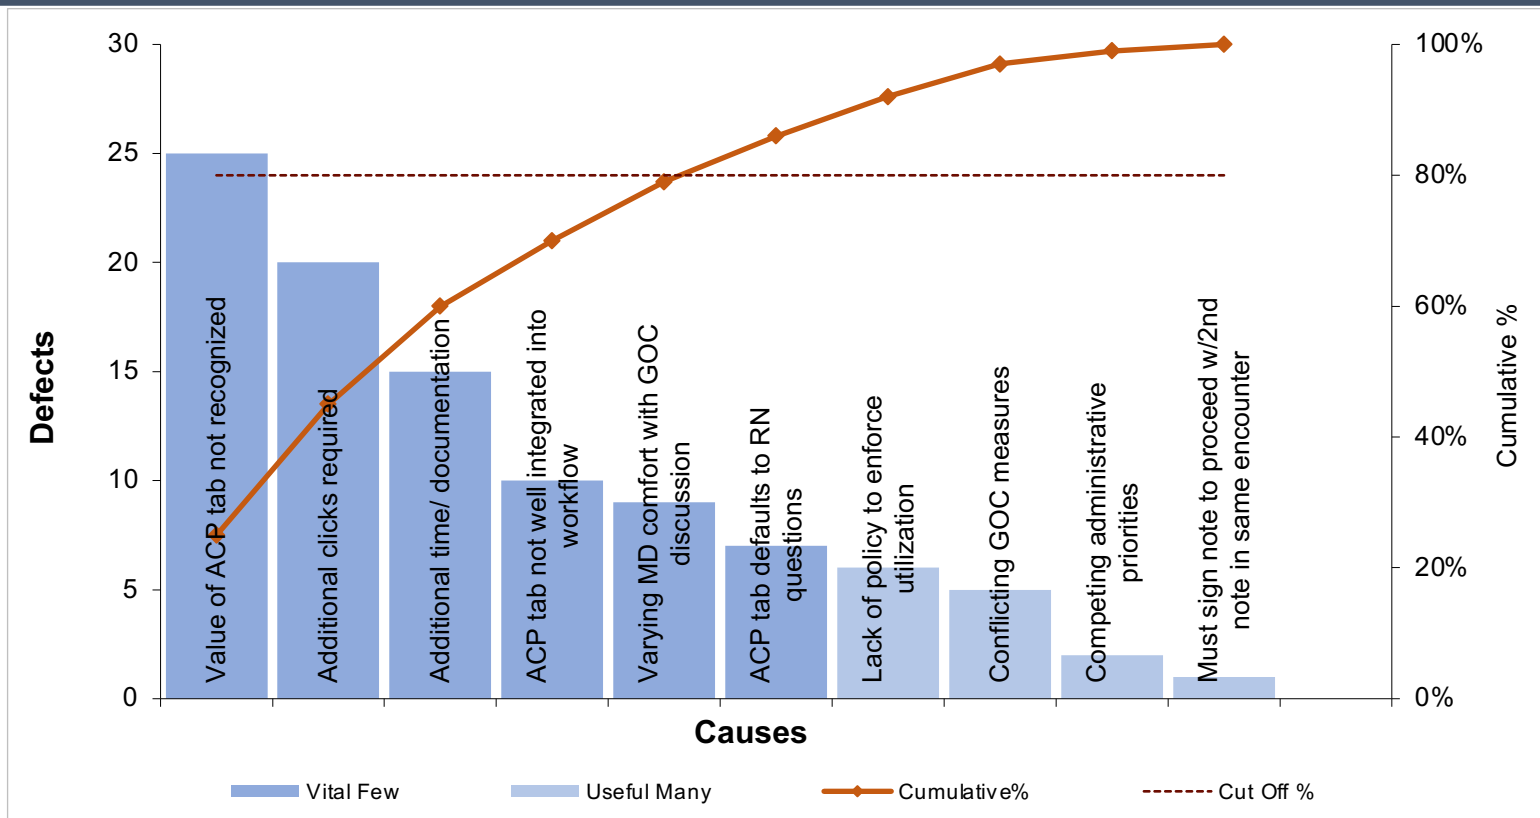 30
25
20
15
10
5
0
Defects
100%
80%
60%
40%
20%
0%
Cumulative %
Value of ACP tab not recognized
Additional clicks required
Additional time/ documentation
ACP tab not well integrated into
workflow
Varying MD comfort with GOC
discussion
ACP tab defaults to RN
questions
Lack of policy to enforce
utilization
Conflicting GOC measures
Competing administrative
priorities
Must sign note to proceed w/2nd
note in same encounter
Causes
Vital Few
Useful Many
Cumulative%
Cut Off %